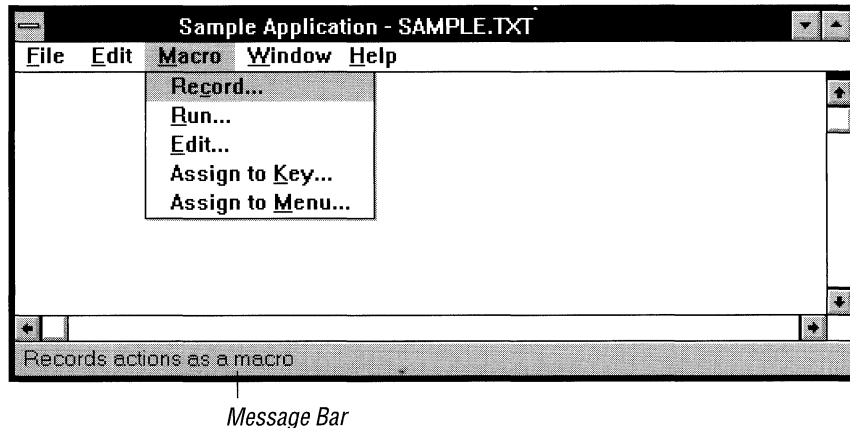 Sample Application - SAMPLE.TXT
File Edit Macro Window Help
Record...
Run...
Edit...
Assign to Key...
Assign to Menu...
Records actions as a macro
Message Bar